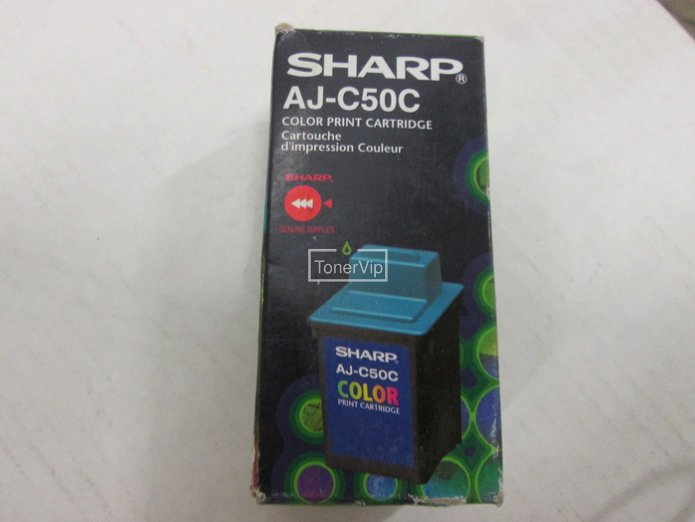 SHARP®
AJ-C50C
COLOR PRINT CARTRIDGE
Cartouche
d'impression Couleur
SHARP
GENUINE SUPPLIES
TonerVip
SHARP
AJ-C50C
COLOR
PRINT CARTRIDGE